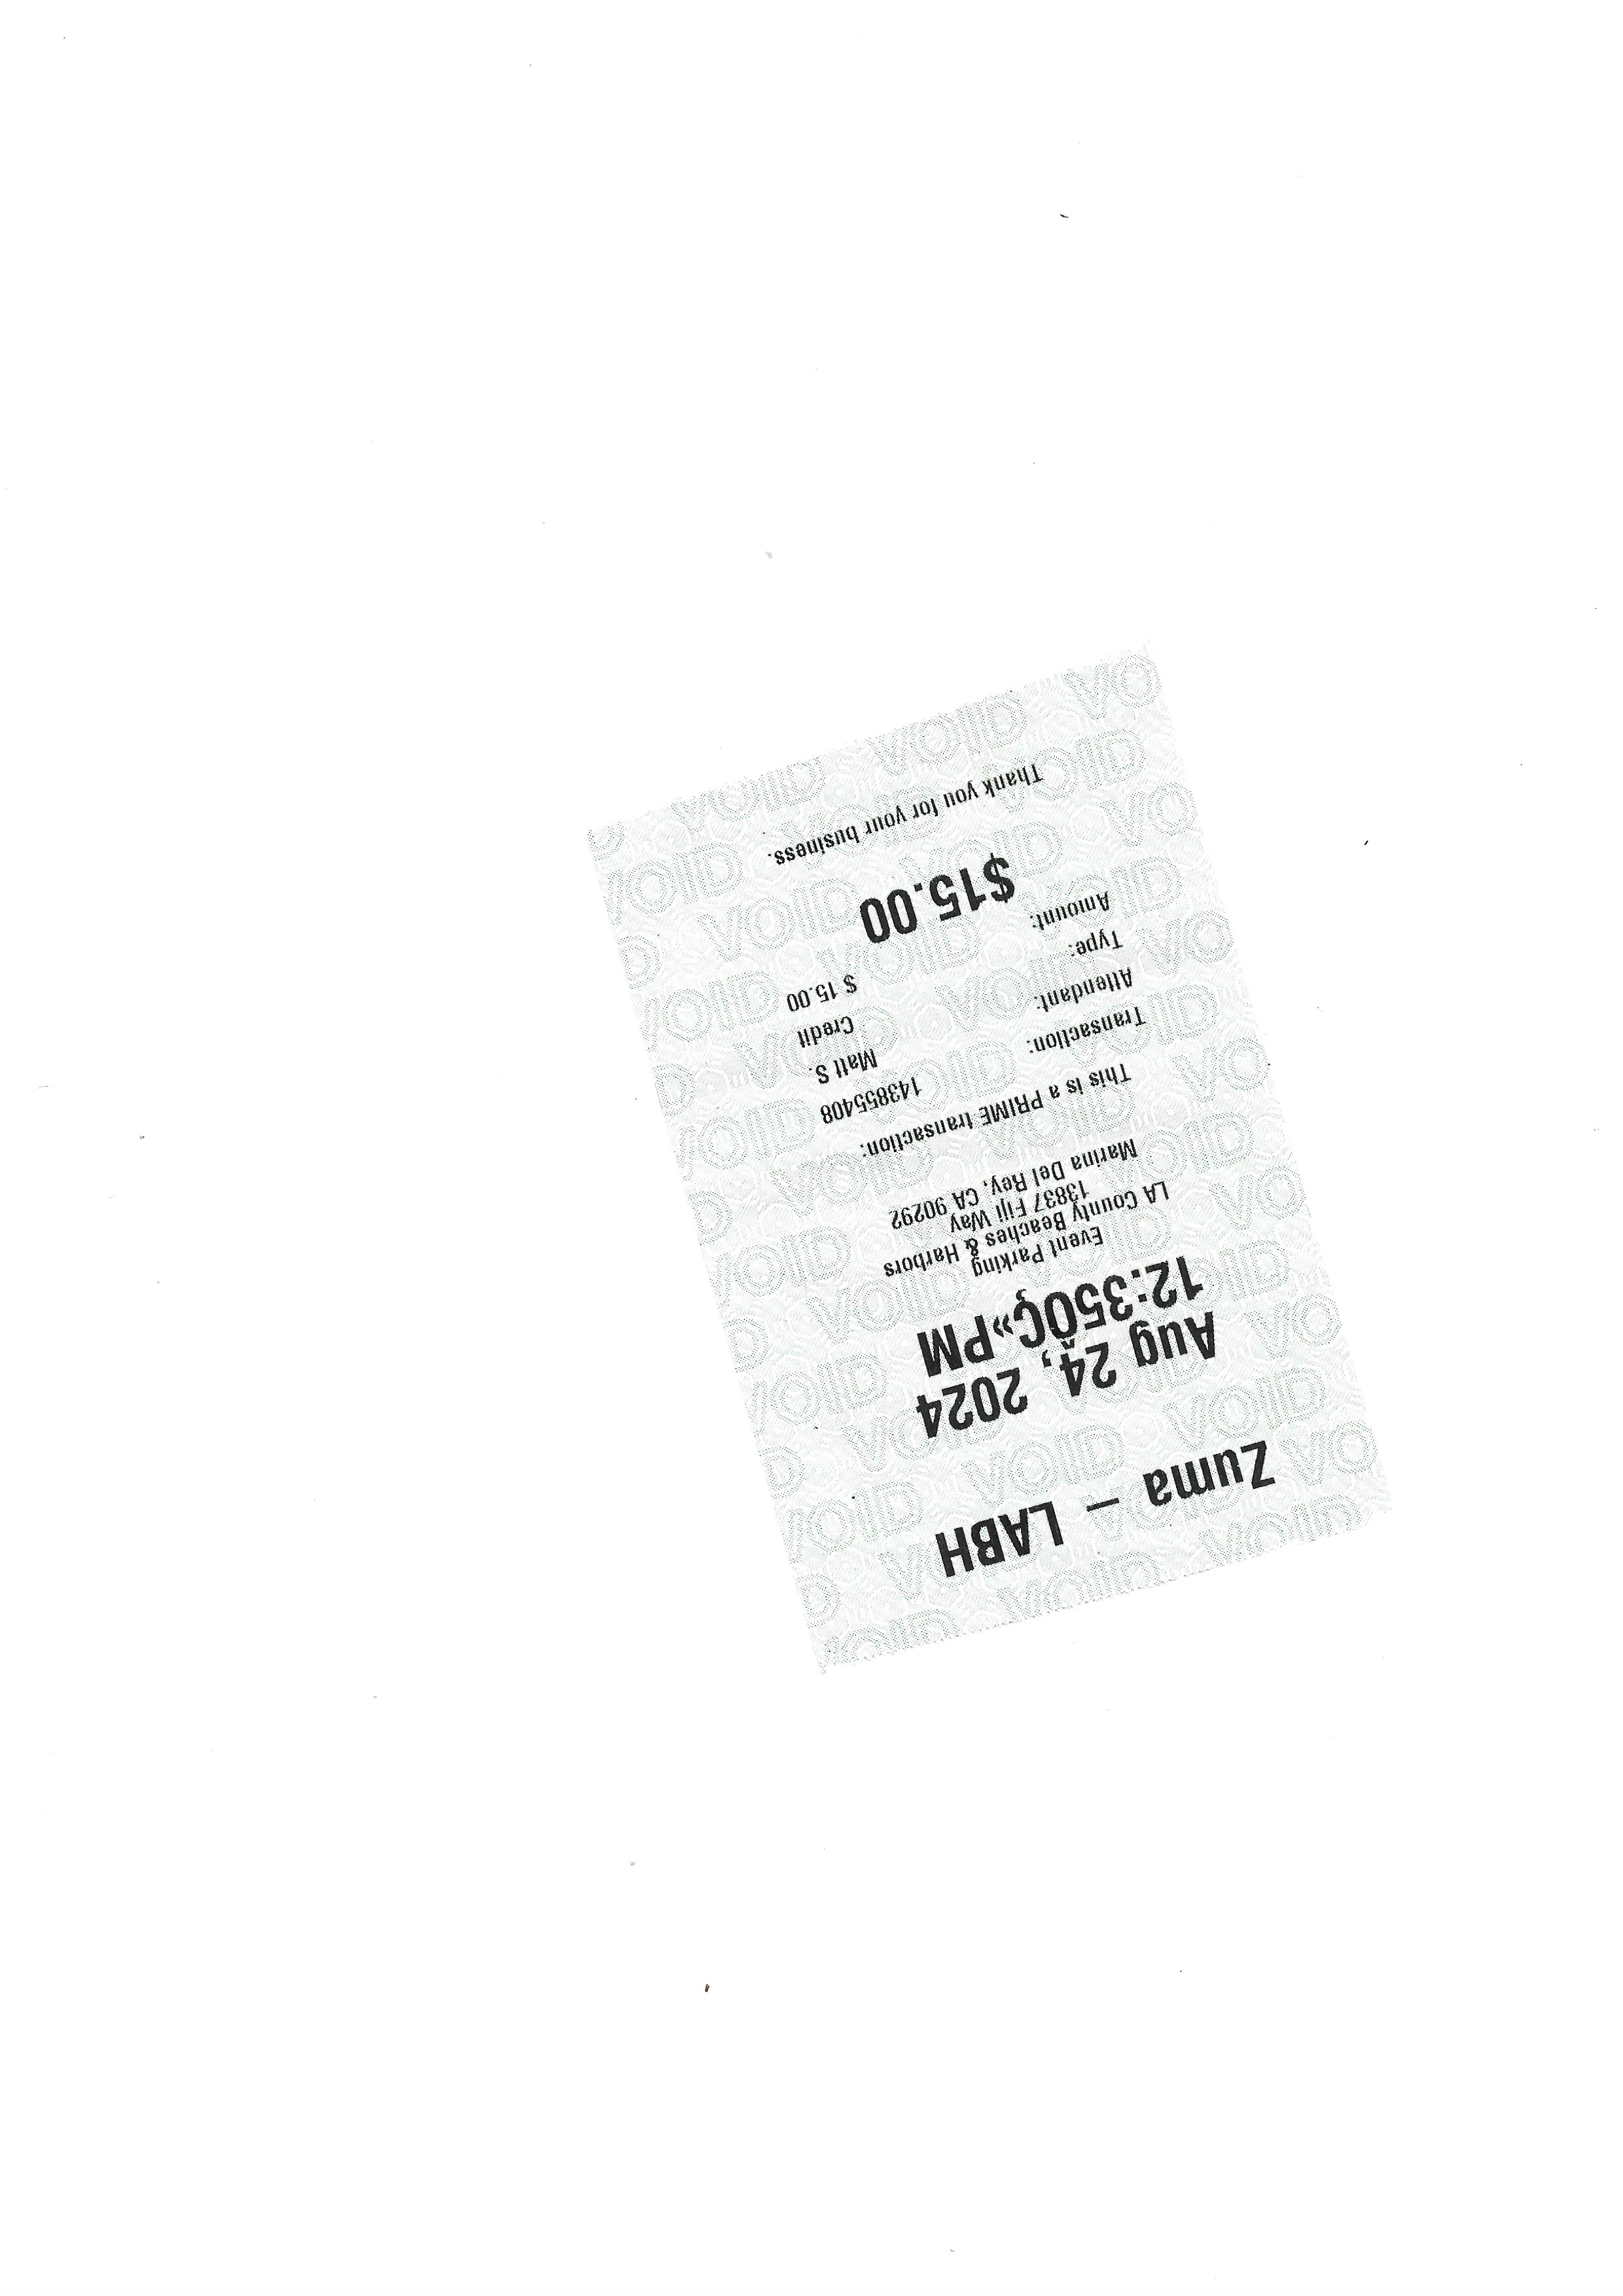 Zuma – LABH
Aug 24, 2024
12:35ÔÇ»PM
Event Parking
LA County Beaches & Harbors
13837 Fiji Way
Marina Del Rey, CA 90292
This is a PRIME transaction:
Transaction: 143855408
Attendant: Matt S.
Type: Credit
Amount: $ 15.00
$15.00
Thank you for your business.
VOID